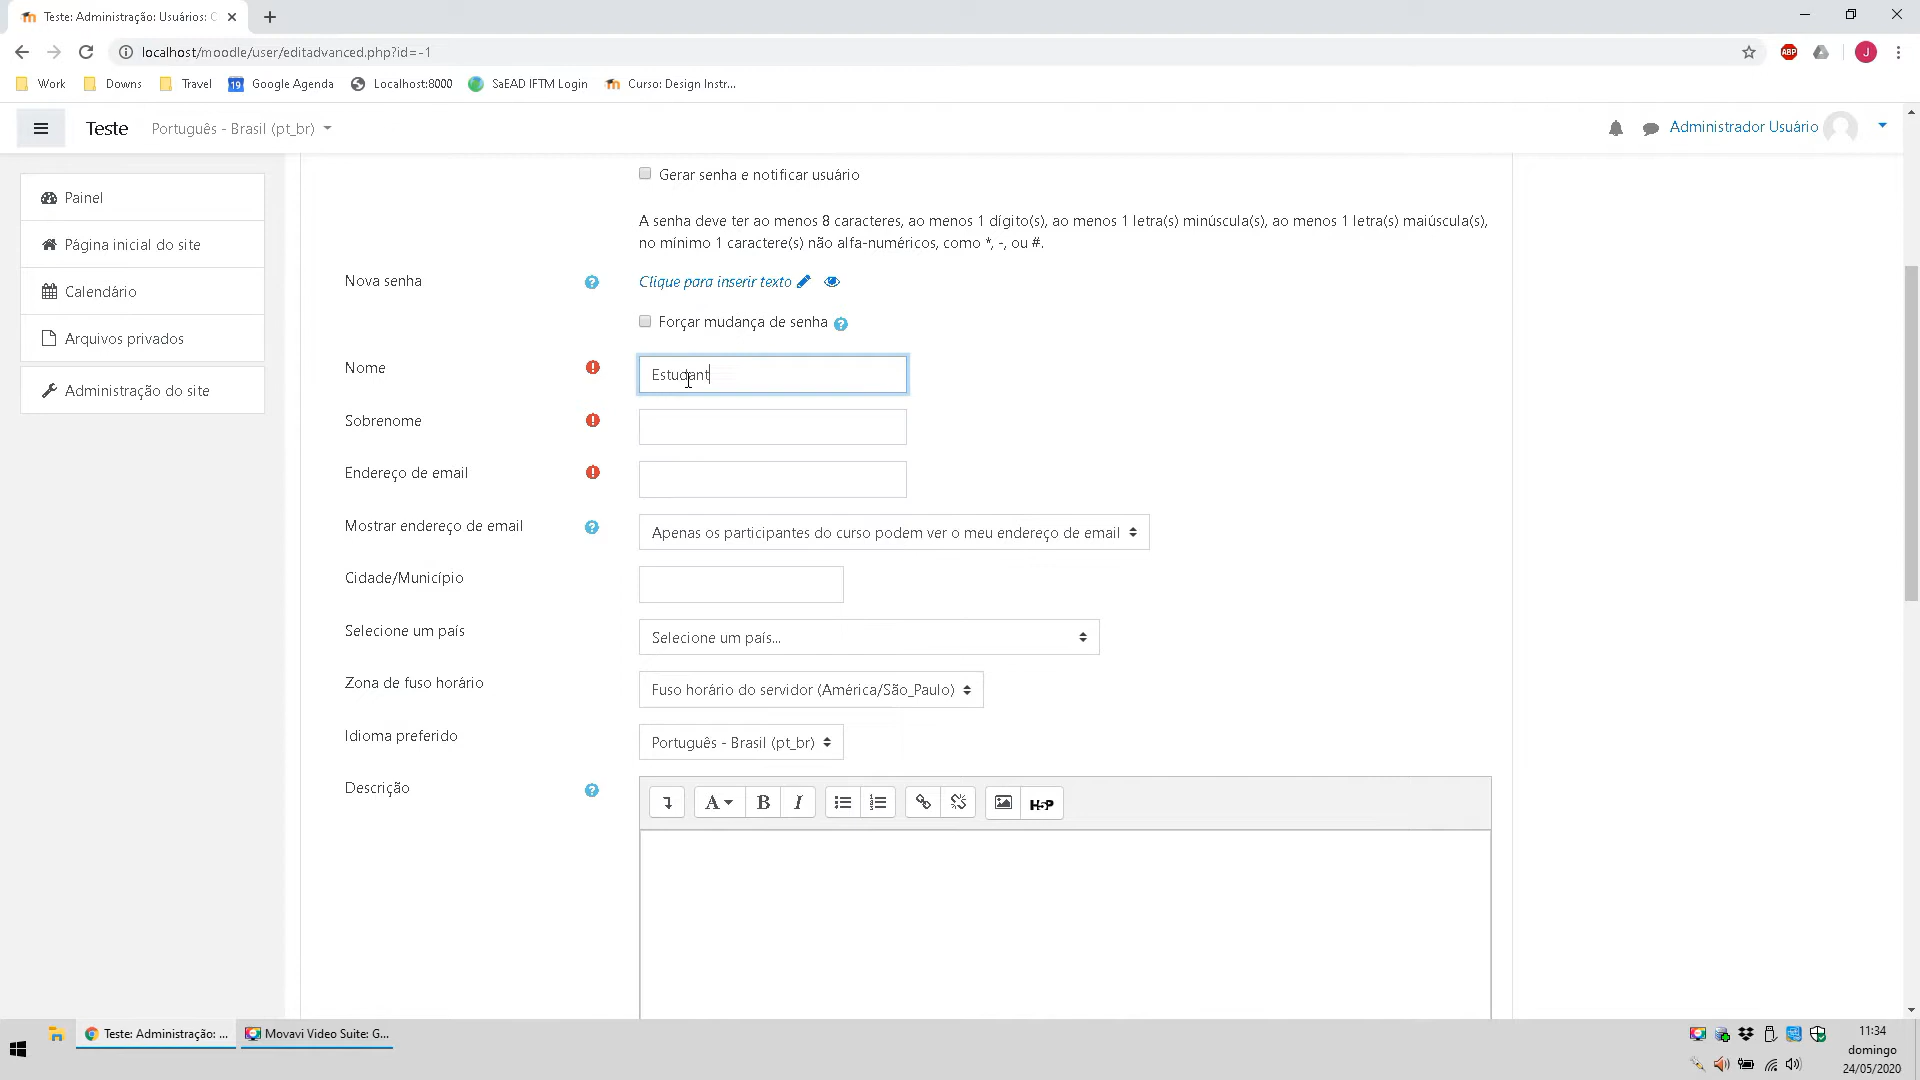 Teste: Administração: Usuários: C
localhost/moodle/user/editadvanced.php?id=-1
ABP
J
Work
Downs
Travel
19
Google Agenda
Localhost:8000
SaEAD IFTM Login
Curso: Design Instr...
Teste
Português - Brasil (pt_br)
Administrador Usuário
Painel
Página inicial do site
Calendário
Arquivos privados
Administração do site
Gerar senha e notificar usuário
A senha deve ter ao menos 8 caracteres, ao menos 1 dígito(s), ao menos 1 letra(s) minúscula(s), ao menos 1 letra(s) maiúscula(s),
no mínimo 1 caractere(s) não alfa-numéricos, como *, -, ou #.
Nova senha
Clique para inserir texto
Forçar mudança de senha
Nome
Estudant
Sobrenome
Endereço de email
Mostrar endereço de email
Apenas os participantes do curso podem ver o meu endereço de email
Cidade/Município
Selecione um país
Selecione um país...
Zona de fuso horário
Fuso horário do servidor (América/São_Paulo)
Idioma preferido
Português - Brasil (pt_br)
Descrição
A
B
I
H5P
Teste: Administração: ...
Movavi Video Suite: G...
11:34
domingo
24/05/2020